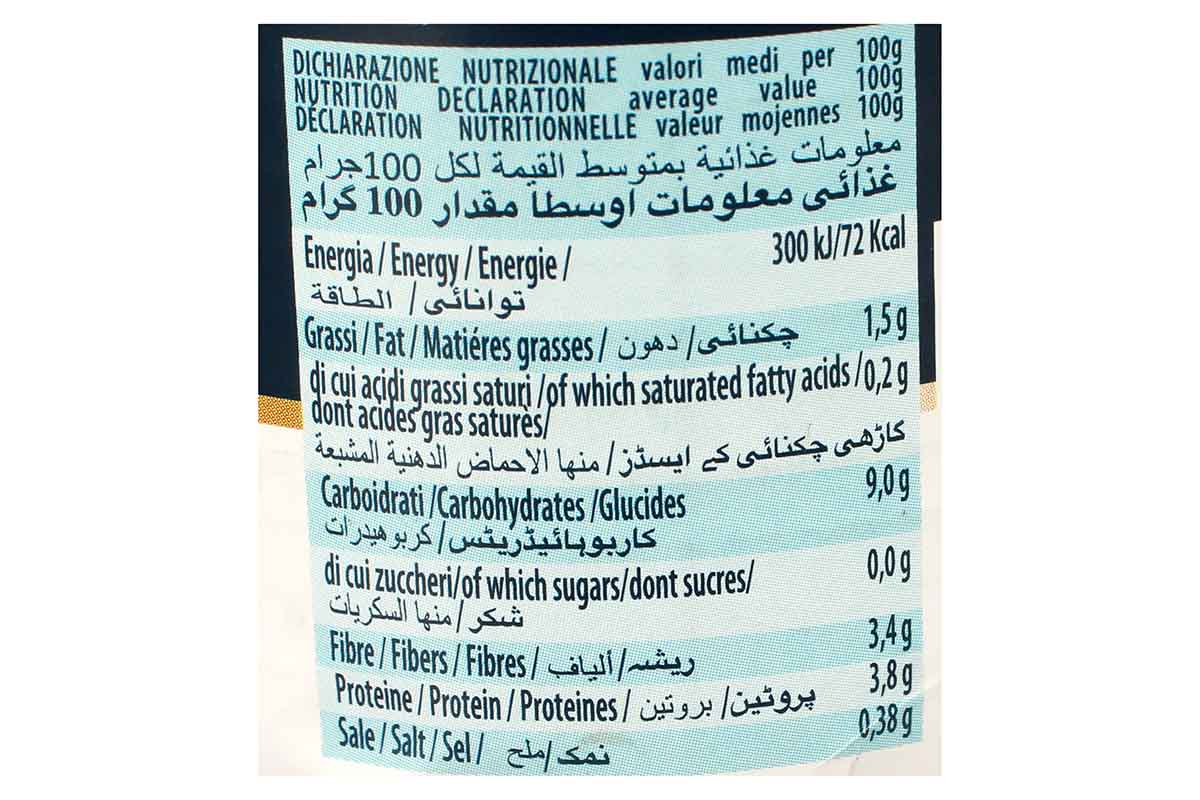 DICHIARAZIONE NUTRIZIONALE valori medi per 100g
NUTRITION DECLARATION average value 100g
DÉCLARATION NUTRITIONNELLE valeur mojennes 100g
معلومات غذائية بمتوسط القيمة لكل 100جرام
غذائی معلومات اوسطا مقدار 100 گرام
Energia / Energy / Energie / 300 kJ/72 Kcal
توانائی / الطاقة
Grassi / Fat / Matiéres grasses / چکنائی/ دهون 1,5 g
di cui acidi grassi saturi /of which saturated fatty acids / 0,2 g
dont acides gras saturès/
کاڑھی چکنائی کے ایسڈز/ منها الاحماض الدهنية المشبعة
Carboidrati /Carbohydrates /Glucides 9,0 g
کاربوہائیڈریٹس/ كربوهيدرات
di cui zuccheri/of which sugars/dont sucres/ 0,0 g
شکر/ منها السكريات
Fibre / Fibers / Fibres / ریشہ/ ألياف 3,4 g
Proteine / Protein / Proteines / پروٹین/ بروتين 3,8 g
Sale / Salt / Sel / نمک/ ملح 0,38 g